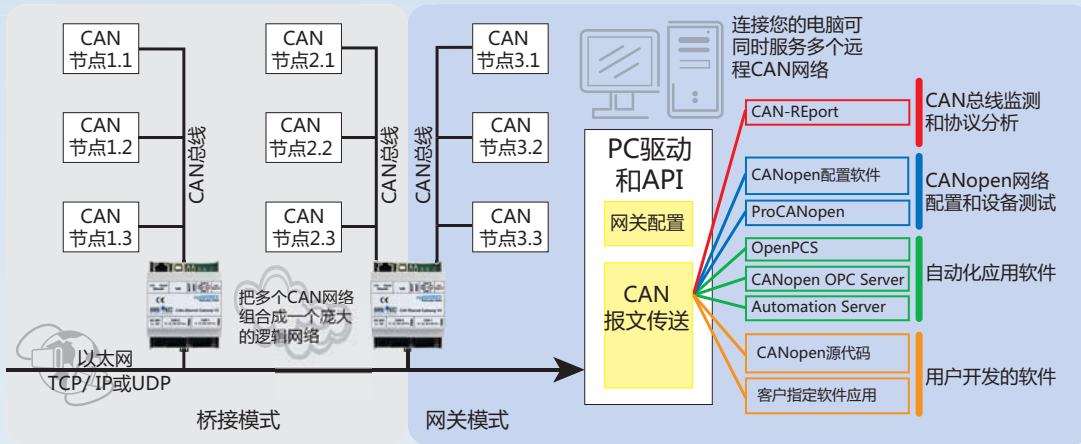 CAN
节点1.1
CAN
节点1.2
CAN
节点1.3
CAN总线
CAN
节点2.1
CAN
节点2.2
CAN
节点2.3
CAN总线
CAN总线
CAN
节点3.1
CAN
节点3.2
CAN
节点3.3
把多个CAN网络
组合成一个庞大
的逻辑网络
以太网
TCP/ IP或UDP
桥接模式
网关模式
连接您的电脑可
同时服务多个远
程CAN网络
PC驱动
和API
网关配置
CAN
报文传送
CAN-REport
CANopen配置软件
ProCANopen
OpenPCS
CANopen OPC Server
Automation Server
CANopen源代码
客户指定软件应用
CAN总线监测
和协议分析
CANopen网络
配置和设备测试
自动化应用软件
用户开发的软件